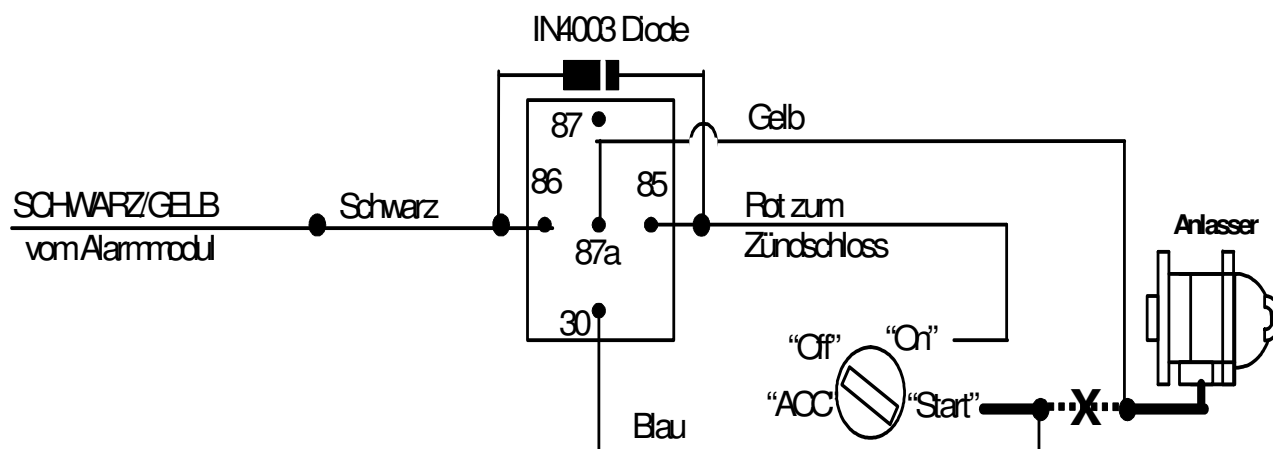 IN4003 Diode
87
Gelb
86
85
SCHWARZ/GELB
Schwarz
Rot zum
vom Alarmmodul
87a
Zündschloss
Anlasser
30
“Off”
“On”
“ACC”
“Start”
X
Blau